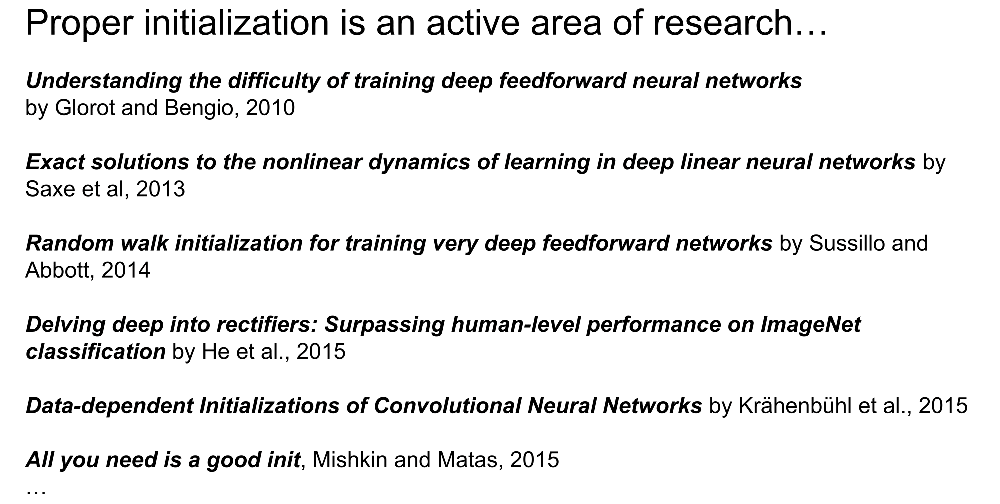 Proper initialization is an active area of research…
Understanding the difficulty of training deep feedforward neural networks
by Glorot and Bengio, 2010
Exact solutions to the nonlinear dynamics of learning in deep linear neural networks by
Saxe et al, 2013
Random walk initialization for training very deep feedforward networks by Sussillo and
Abbott, 2014
Delving deep into rectifiers: Surpassing human-level performance on ImageNet
classification by He et al., 2015
Data-dependent Initializations of Convolutional Neural Networks by Krähenbühl et al., 2015
All you need is a good init, Mishkin and Matas, 2015
…